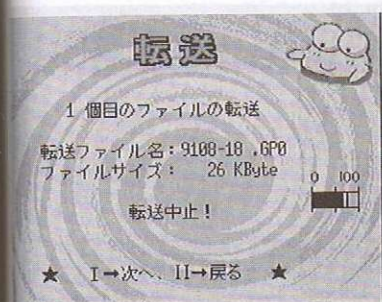 転送
1 個目のファイルの転送
転送ファイル名：9108-18 .GP0
ファイルサイズ： 26 KByte
0 100
転送中止！
★ I→次へ、II→戻る ★